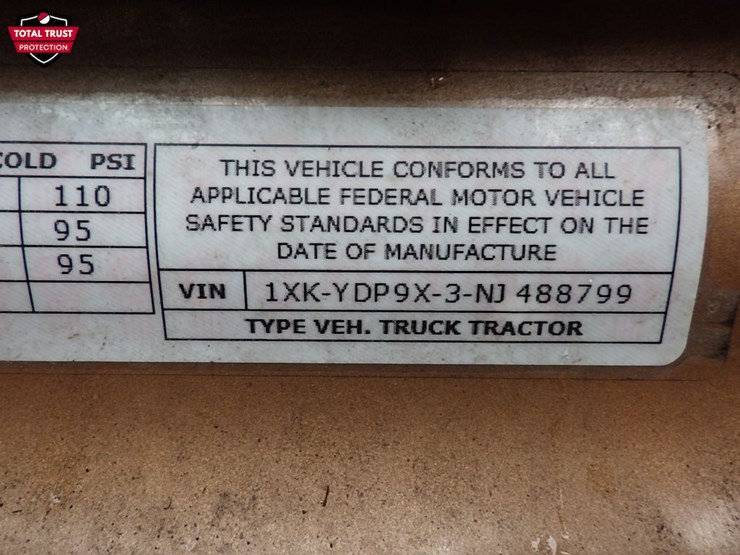 TOTAL TRUST
PROTECTION
COLD PSI
110
95
95
THIS VEHICLE CONFORMS TO ALL
APPLICABLE FEDERAL MOTOR VEHICLE
SAFETY STANDARDS IN EFFECT ON THE
DATE OF MANUFACTURE
VIN 1XK-YDP9X-3-NJ 488799
TYPE VEH. TRUCK TRACTOR